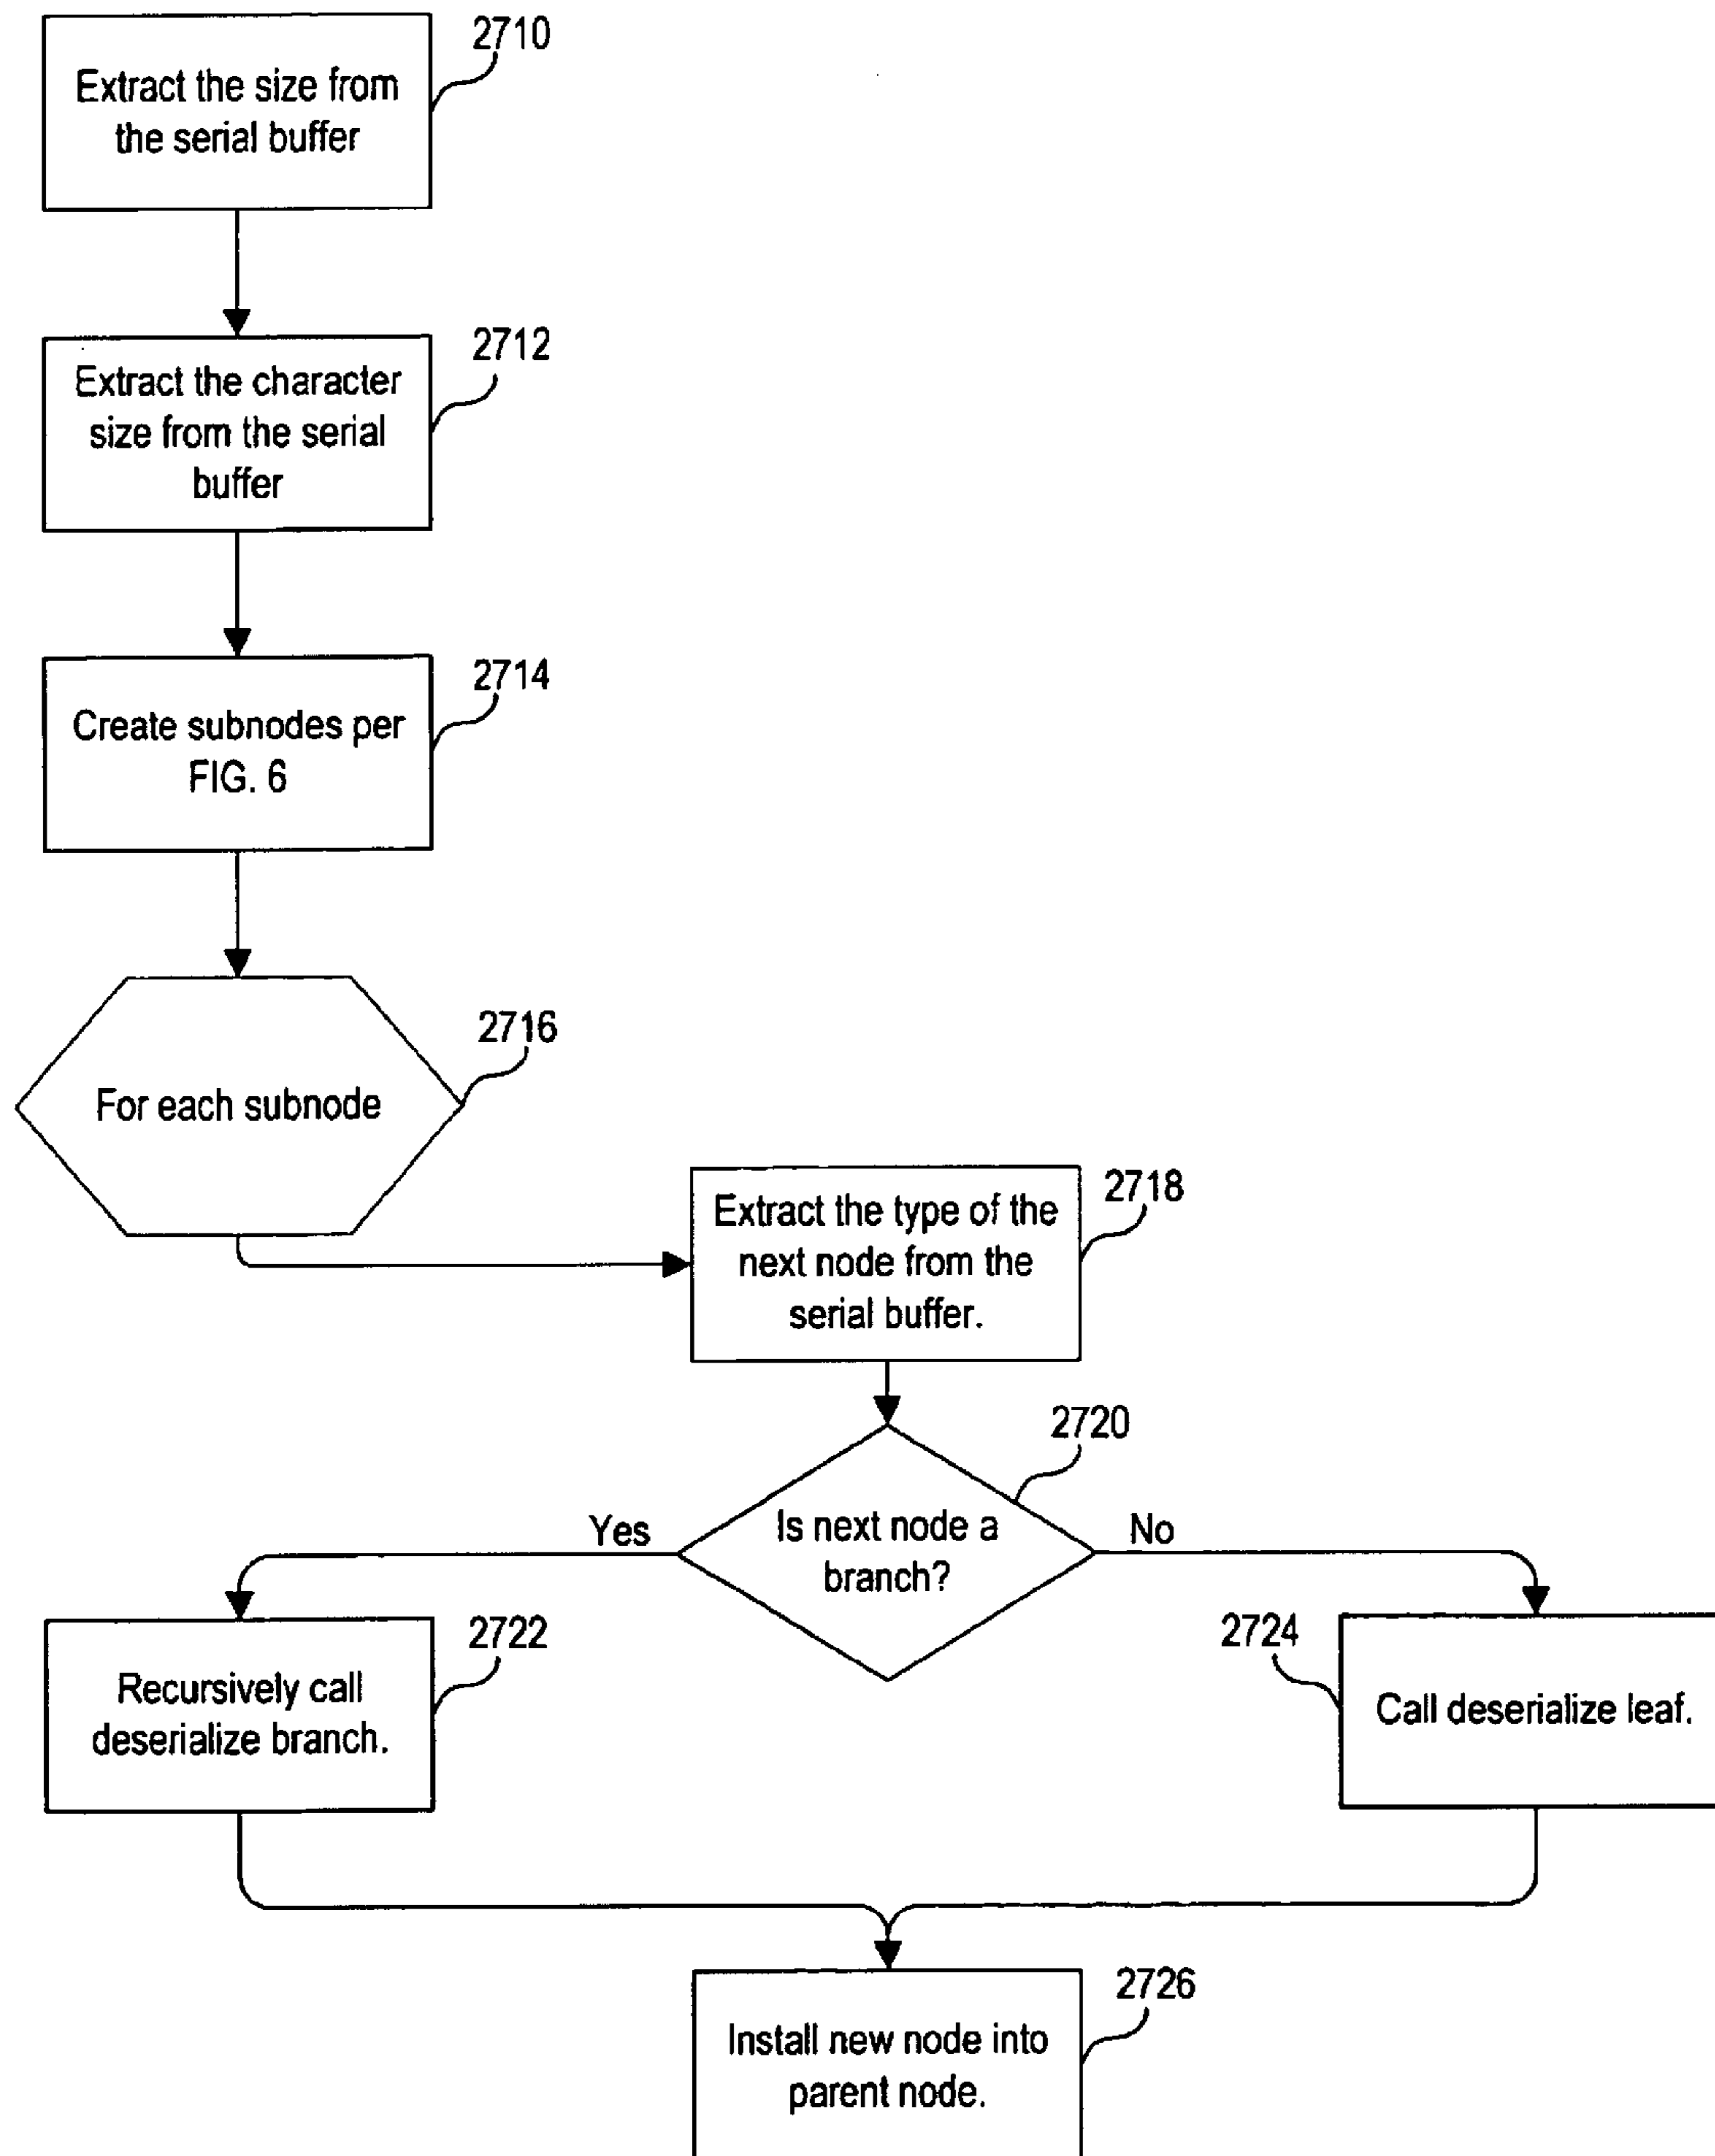 2710
Extract the size from
the serial buffer
2712
Extract the character
size from the serial
buffer
2714
Create subnodes per
FIG. 6
2716
For each subnode
2718
Extract the type of the
next node from the
serial buffer.
2720
Is next node a
branch?
Yes
No
2722
Recursively call
deserialize branch.
2724
Call deserialize leaf.
2726
Install new node into
parent node.